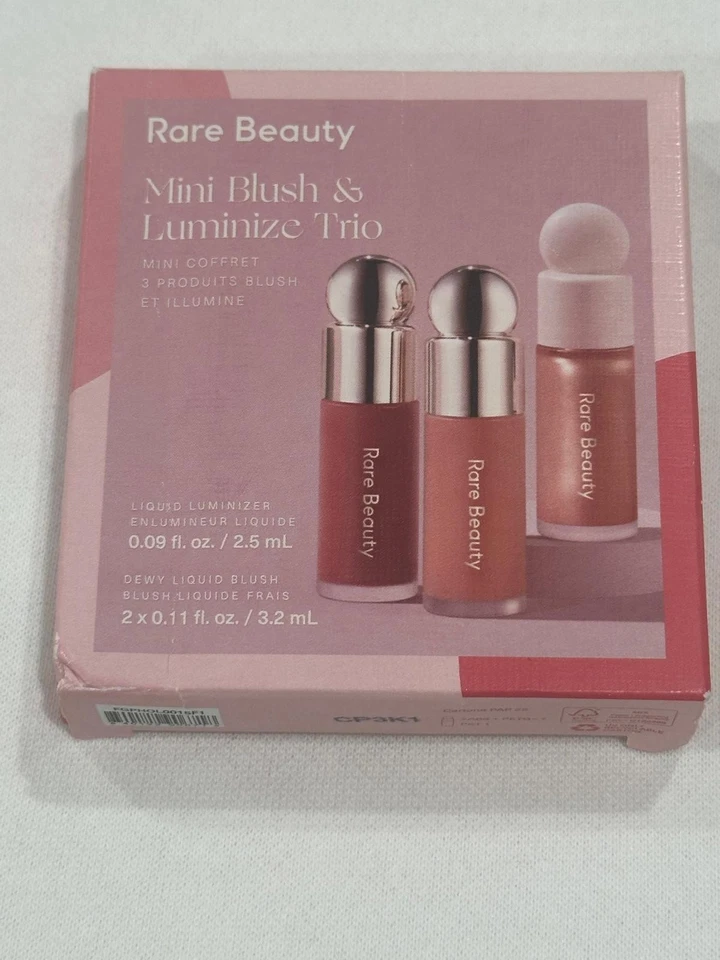 Rare Beauty
Mini Blush &
Luminize Trio
MINI COFFRET
3 PRODUITS BLUSH
ET ILLUMINE
Rare Beauty
Rare Beauty
Rare Beauty
LIQUID LUMINIZER
ENLUMINEUR LIQUIDE
0.09 fl. oz. / 2.5 mL
DEWY LIQUID BLUSH
BLUSH LIQUIDE FRAIS
2 x 0.11 fl. oz. / 3.2 mL
CP3K1
FSC